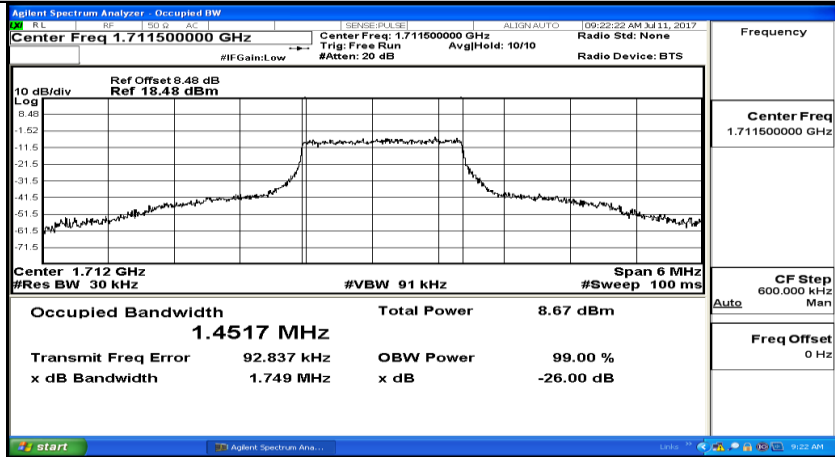 Agilent Spectrum Analyzer - Occupied BW
RL RF 50 Ω AC SENSE:PULSE ALIGNAUTO 09:22:22 AM Jul 11, 2017
Center Freq 1.711500000 GHz
Center Freq: 1.711500000 GHz
Radio Std: None
Trig: Free Run Avg|Hold: 10/10
#IFGain:Low #Atten: 20 dB Radio Device: BTS
Ref Offset 8.48 dB
10 dB/div Ref 18.48 dBm
Log
8.48
-1.52
-11.5
-21.5
-31.5
-41.5
-51.5
-61.5
-71.5
Center 1.712 GHz Span 6 MHz
#Res BW 30 kHz #VBW 91 kHz #Sweep 100 ms
Occupied Bandwidth Total Power 8.67 dBm
1.4517 MHz
Transmit Freq Error 92.837 kHz OBW Power 99.00 %
x dB Bandwidth 1.749 MHz x dB -26.00 dB
Frequency
Center Freq
1.711500000 GHz
CF Step
600.000 kHz
Auto Man
Freq Offset
0 Hz
start Agilent Spectrum Ana... Links 9:22 AM